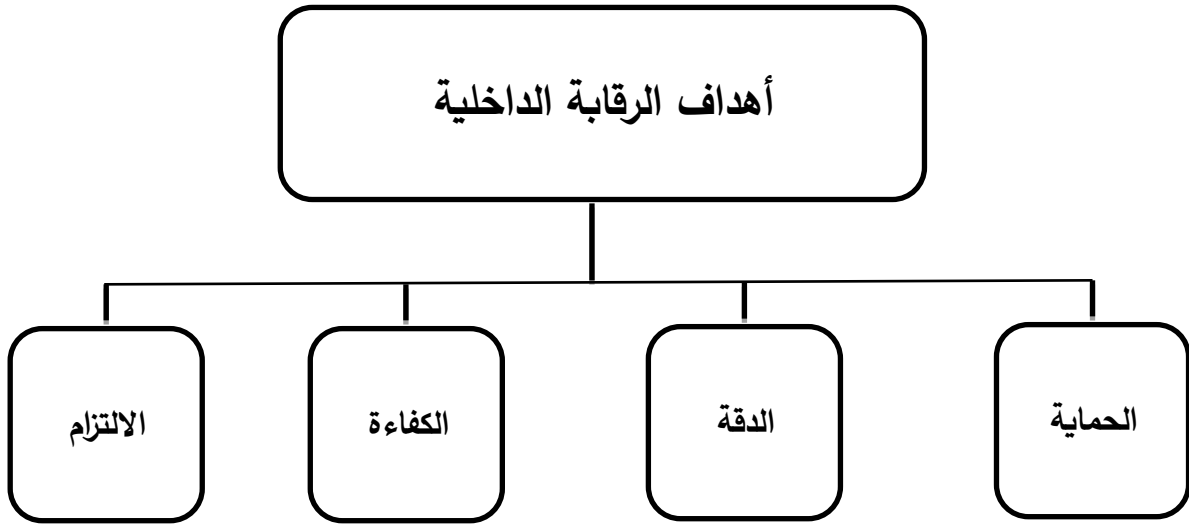 أهداف الرقابة الداخلية
الحماية
الدقة
الكفاءة
الالتزام